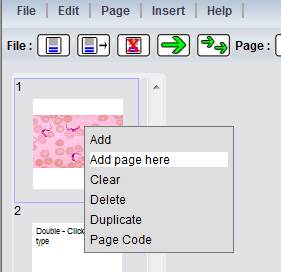 File | Edit | Page | Insert | Help |
File : Page :
1
Add
Add page here
Clear
Delete
Duplicate
Page Code
2
Double - Click
type